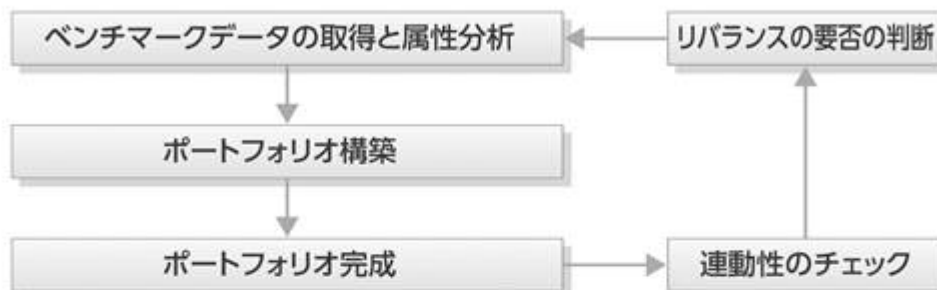 ベンチマークデータの取得と属性分析
リバランスの要否の判断
ポートフォリオ構築
ポートフォリオ完成
連動性のチェック